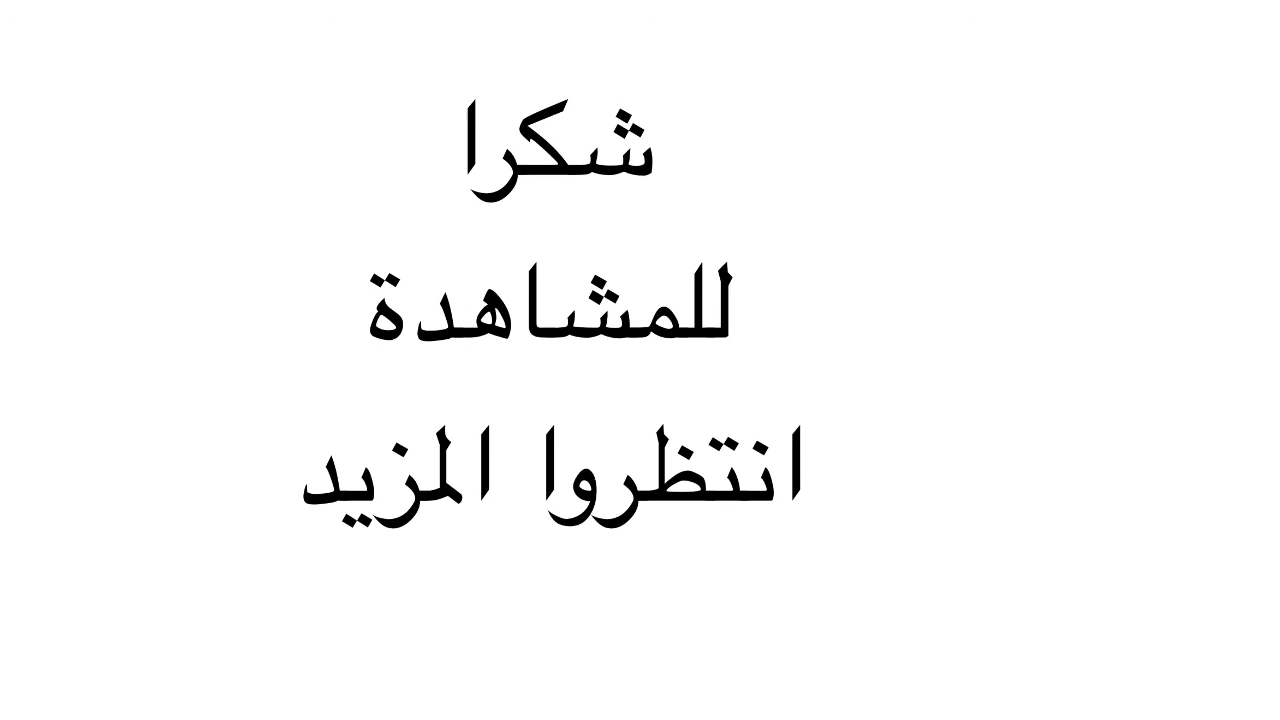 شكرا
للمشاهدة
انتظروا المزيد